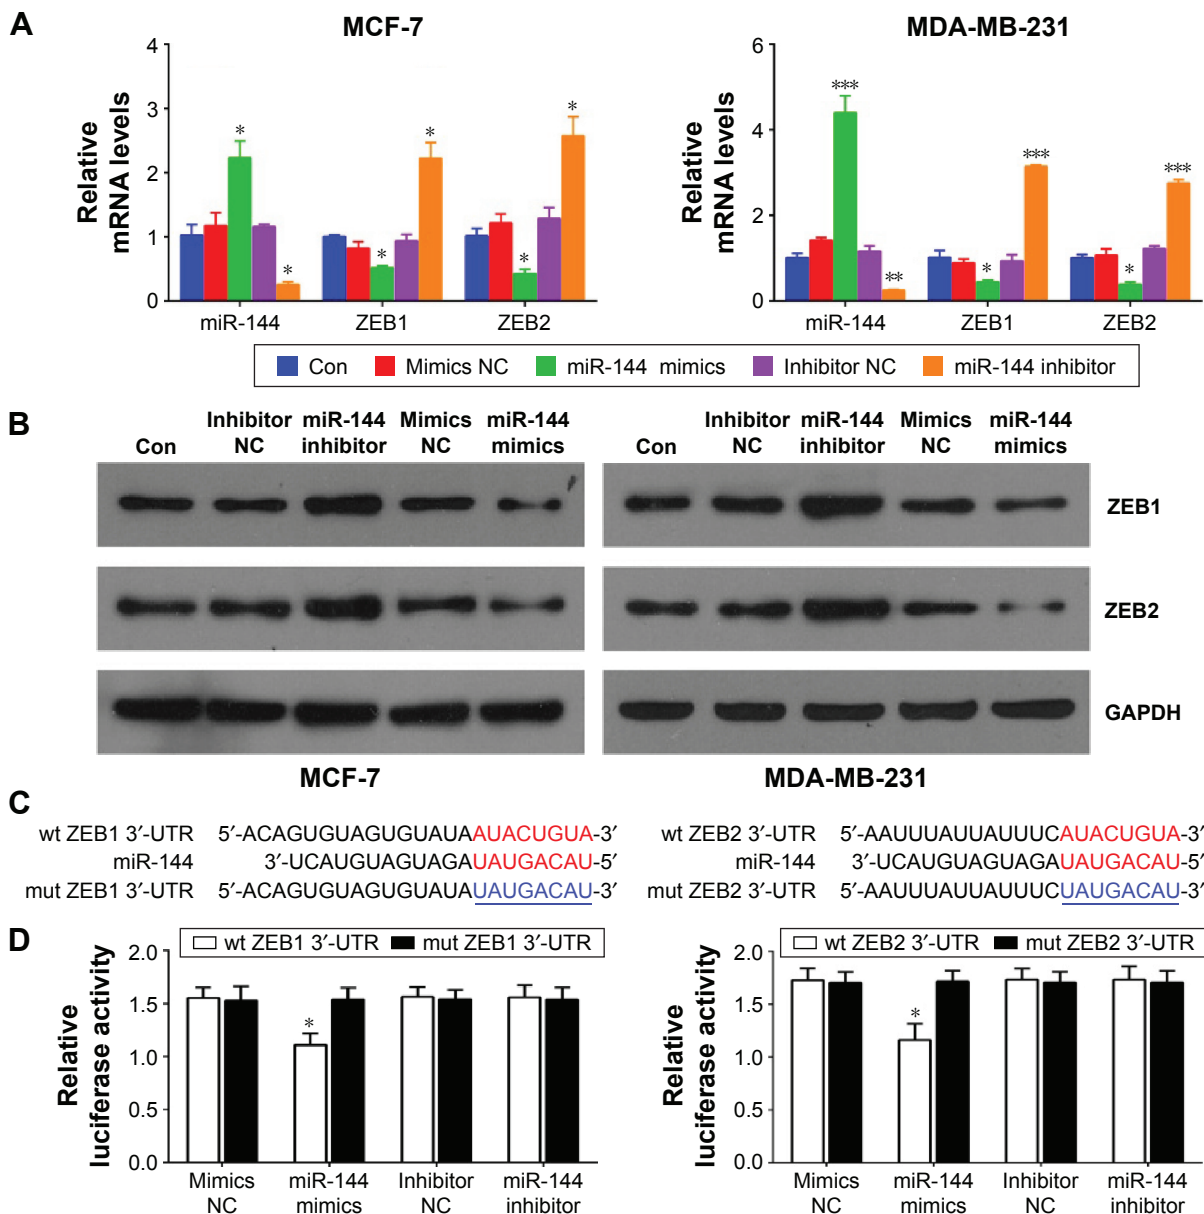 A
MCF-7
MDA-MB-231
Relative
mRNA levels
4
3
2
1
0
*
*
*
*
*
*
miR-144
ZEB1
ZEB2
Relative
mRNA levels
6
4
2
0
***
**
*
***
*
***
miR-144
ZEB1
ZEB2
Con
Mimics NC
miR-144 mimics
Inhibitor NC
miR-144 inhibitor
B
Con
Inhibitor
NC
miR-144
inhibitor
Mimics
NC
miR-144
mimics
Con
Inhibitor
NC
miR-144
inhibitor
Mimics
NC
miR-144
mimics
ZEB1
ZEB2
GAPDH
MCF-7
MDA-MB-231
C
wt ZEB1 3′-UTR 5′-ACAGUGUAGUGUAUAAUACUGUA-3′
miR-144 3′-UCAUGUAGUAGAUAUGACAU-5′
mut ZEB1 3′-UTR 5′-ACAGUGUAGUGUAUAUAUGACAU-3′
wt ZEB2 3′-UTR 5′-AAUUUAUUAUUUCAUACUGUA-3′
miR-144 3′-UCAUGUAGUAGAUAUGACAU-5′
mut ZEB2 3′-UTR 5′-AAUUUAUUAUUUCUAUGACAU-3′
D
Relative
luciferase activity
2.0
1.5
1.0
0.5
0.0
wt ZEB1 3′-UTR
mut ZEB1 3′-UTR
*
Mimics
NC
miR-144
mimics
Inhibitor
NC
miR-144
inhibitor
Relative
luciferase activity
2.0
1.5
1.0
0.5
0.0
wt ZEB2 3′-UTR
mut ZEB2 3′-UTR
*
Mimics
NC
miR-144
mimics
Inhibitor
NC
miR-144
inhibitor